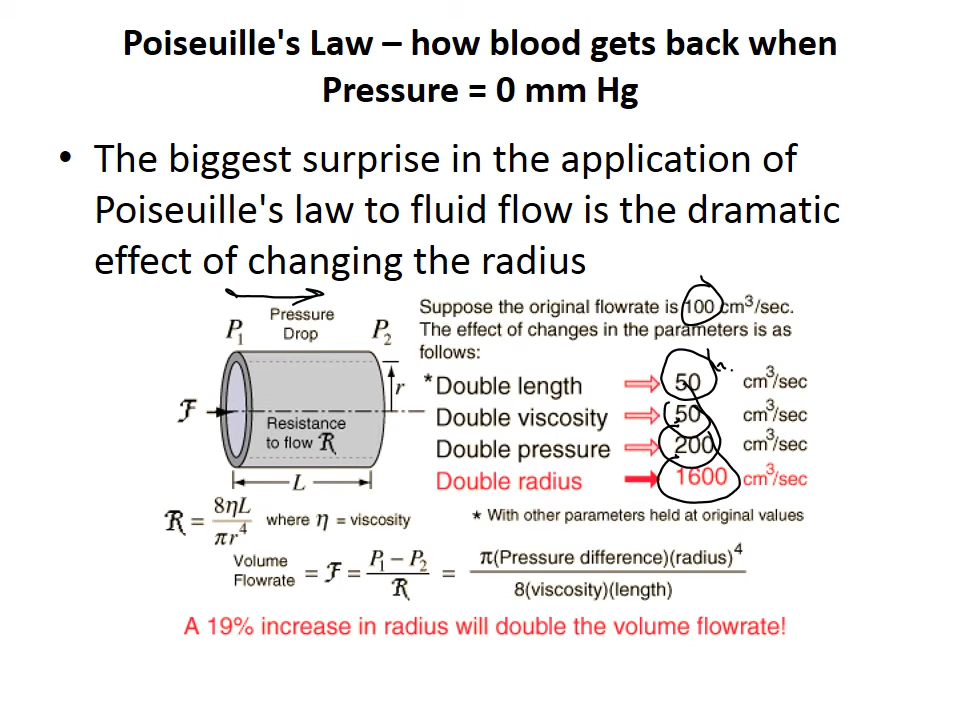 Poiseuille's Law – how blood gets back when
Pressure = 0 mm Hg
• The biggest surprise in the application of
Poiseuille's law to fluid flow is the dramatic
effect of changing the radius
Pressure
Drop
P₁ P₂
r
ℱ
Resistance
to flow ℛ
L
Suppose the original flowrate is 100 cm³/sec.
The effect of changes in the parameters is as
follows:
*Double length ⇒ 50 cm³/sec
Double viscosity ⇒ 50 cm³/sec
Double pressure ⇒ 200 cm³/sec
Double radius → 1600 cm³/sec
* With other parameters held at original values
ℛ = 8ηL / πr⁴ where η = viscosity
Volume
Flowrate = ℱ = P₁ − P₂ / ℛ = π(Pressure difference)(radius)⁴ / 8(viscosity)(length)
A 19% increase in radius will double the volume flowrate!